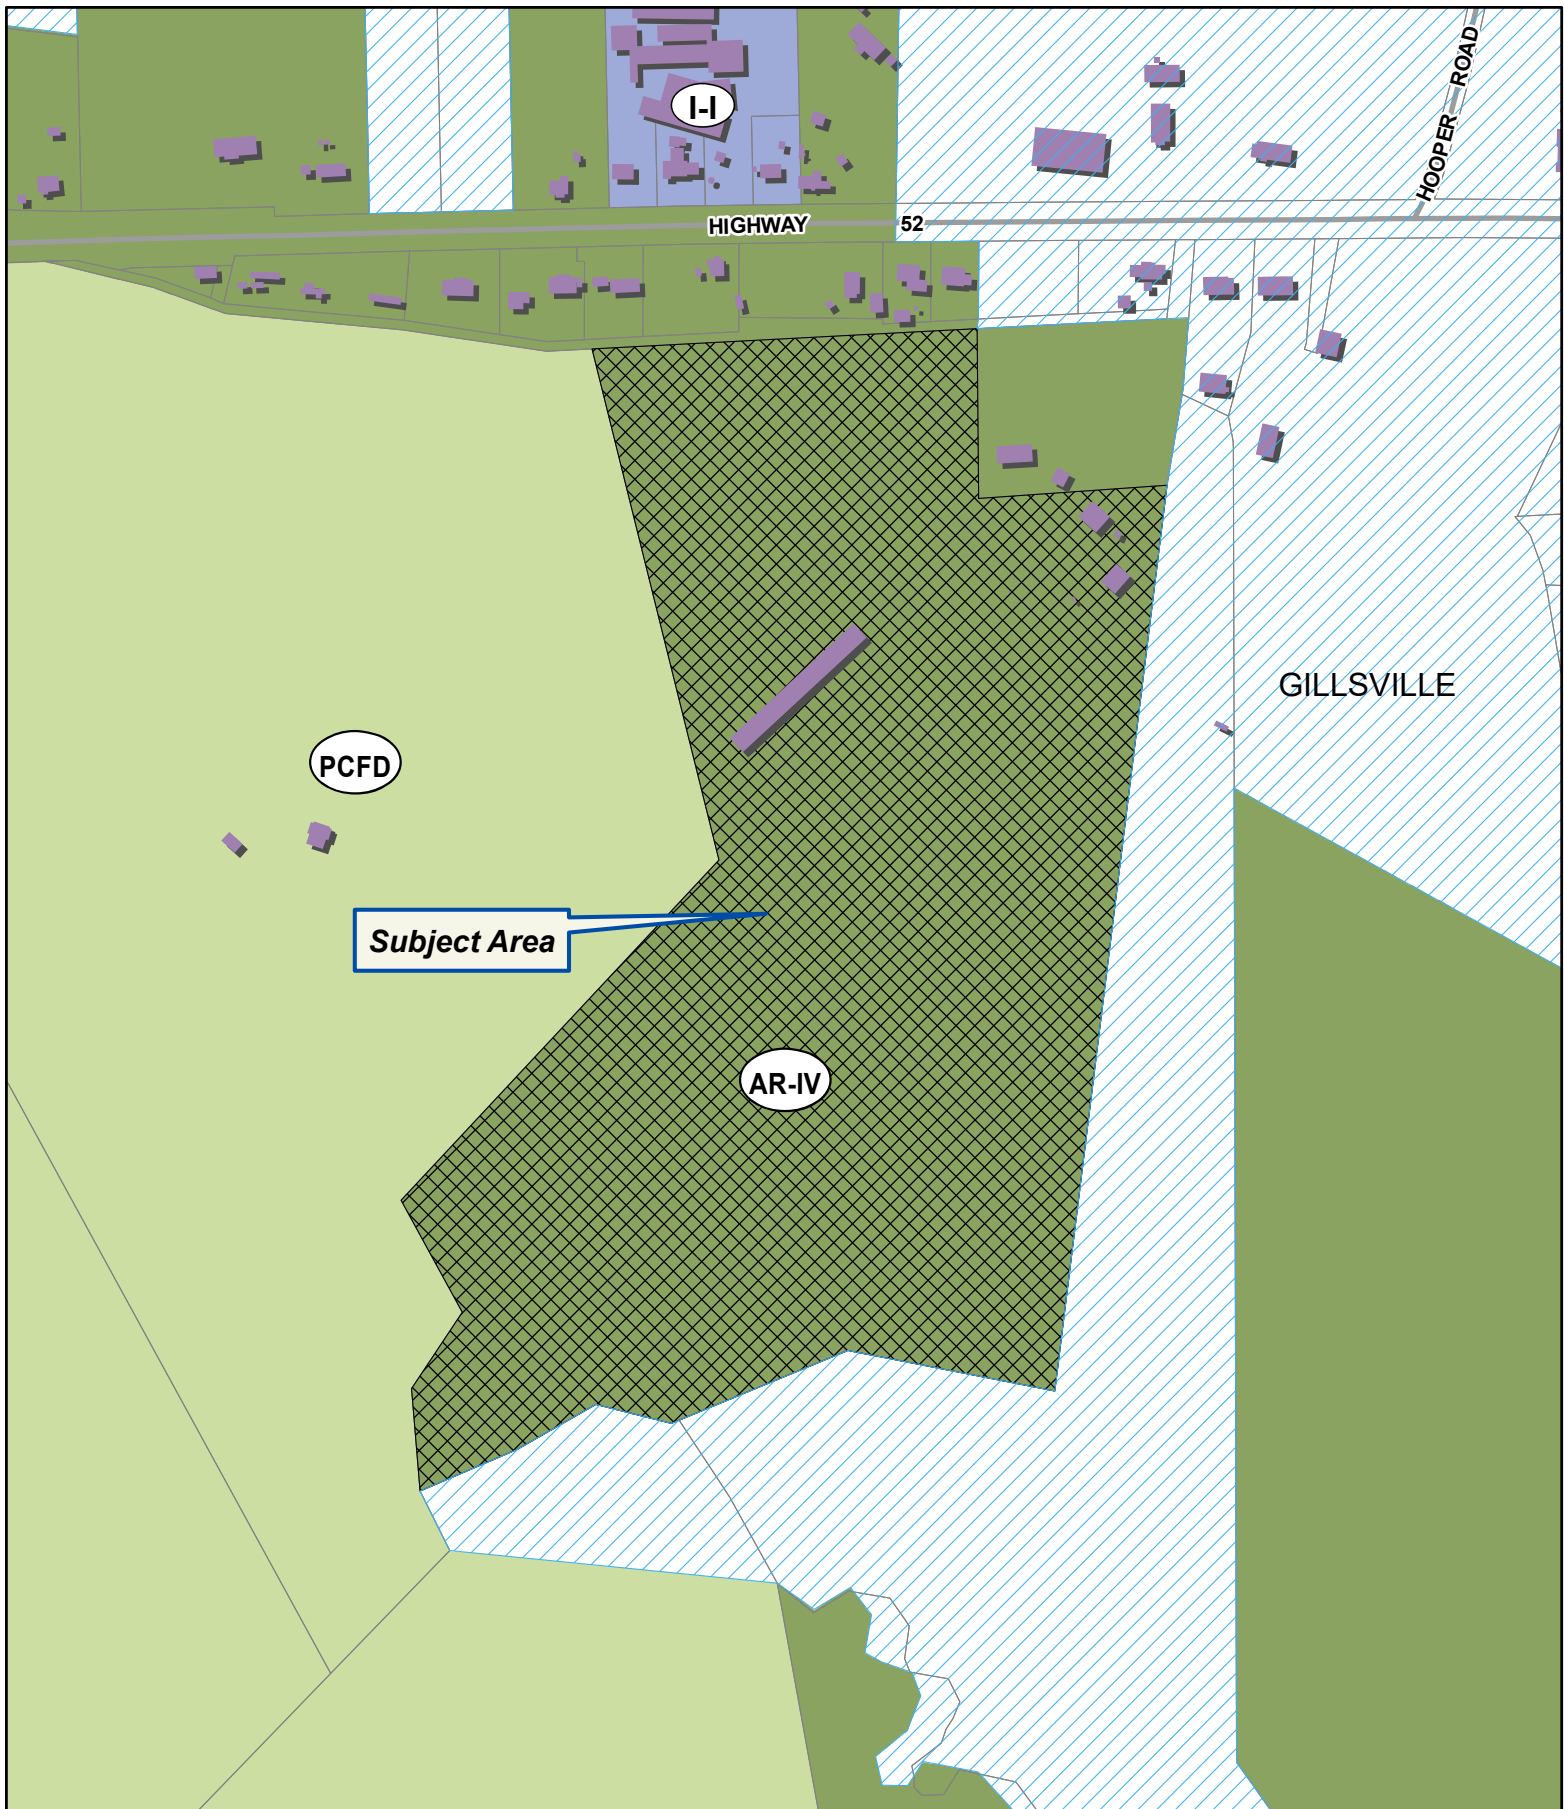 I-I
HOOPER ROAD
HIGHWAY 52
GILLSVILLE
PCFD
Subject Area
AR-IV